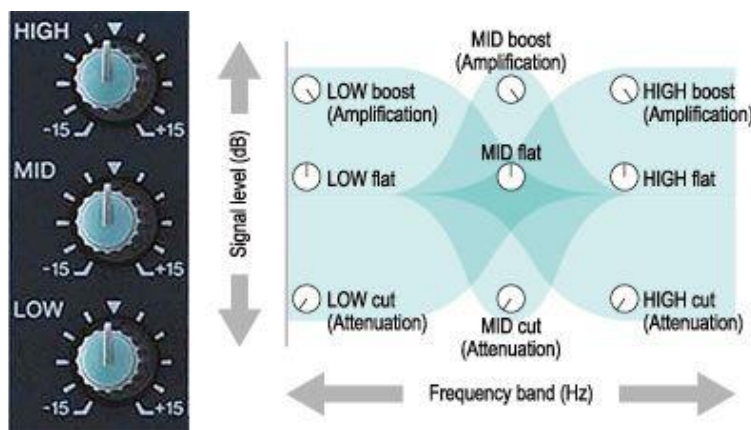 HIGH
-15 +15
MID
-15 +15
LOW
-15 +15
Signal level (dB)
MID boost
(Amplification)
LOW boost
(Amplification)
HIGH boost
(Amplification)
MID flat
LOW flat
HIGH flat
LOW cut
(Attenuation)
MID cut
(Attenuation)
HIGH cut
(Attenuation)
Frequency band (Hz)